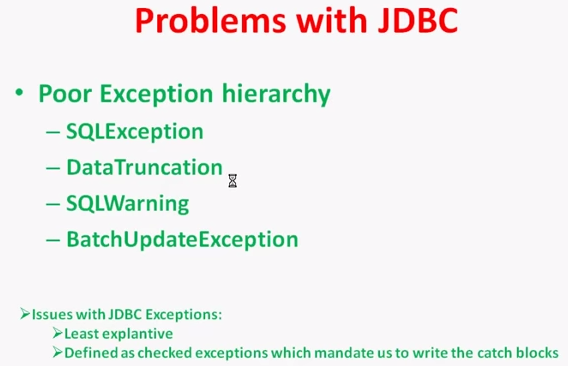 Problems with JDBC
• Poor Exception hierarchy
– SQLException
– DataTruncation
– SQLWarning
– BatchUpdateException
➢Issues with JDBC Exceptions:
➢Least explantive
➢Defined as checked exceptions which mandate us to write the catch blocks